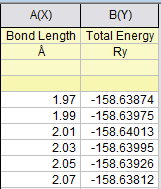 A(X) B(Y)
Bond Length Total Energy
Å Ry
1.97 -158.63874
1.99 -158.63975
2.01 -158.64013
2.03 -158.63995
2.05 -158.63926
2.07 -158.63812